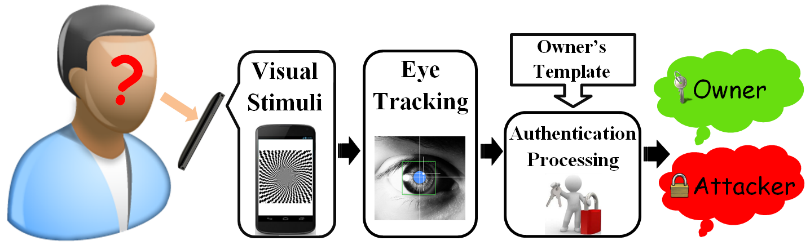 ?
Visual
Stimuli
Eye
Tracking
Owner's
Template
Authentication
Processing
Owner
Attacker